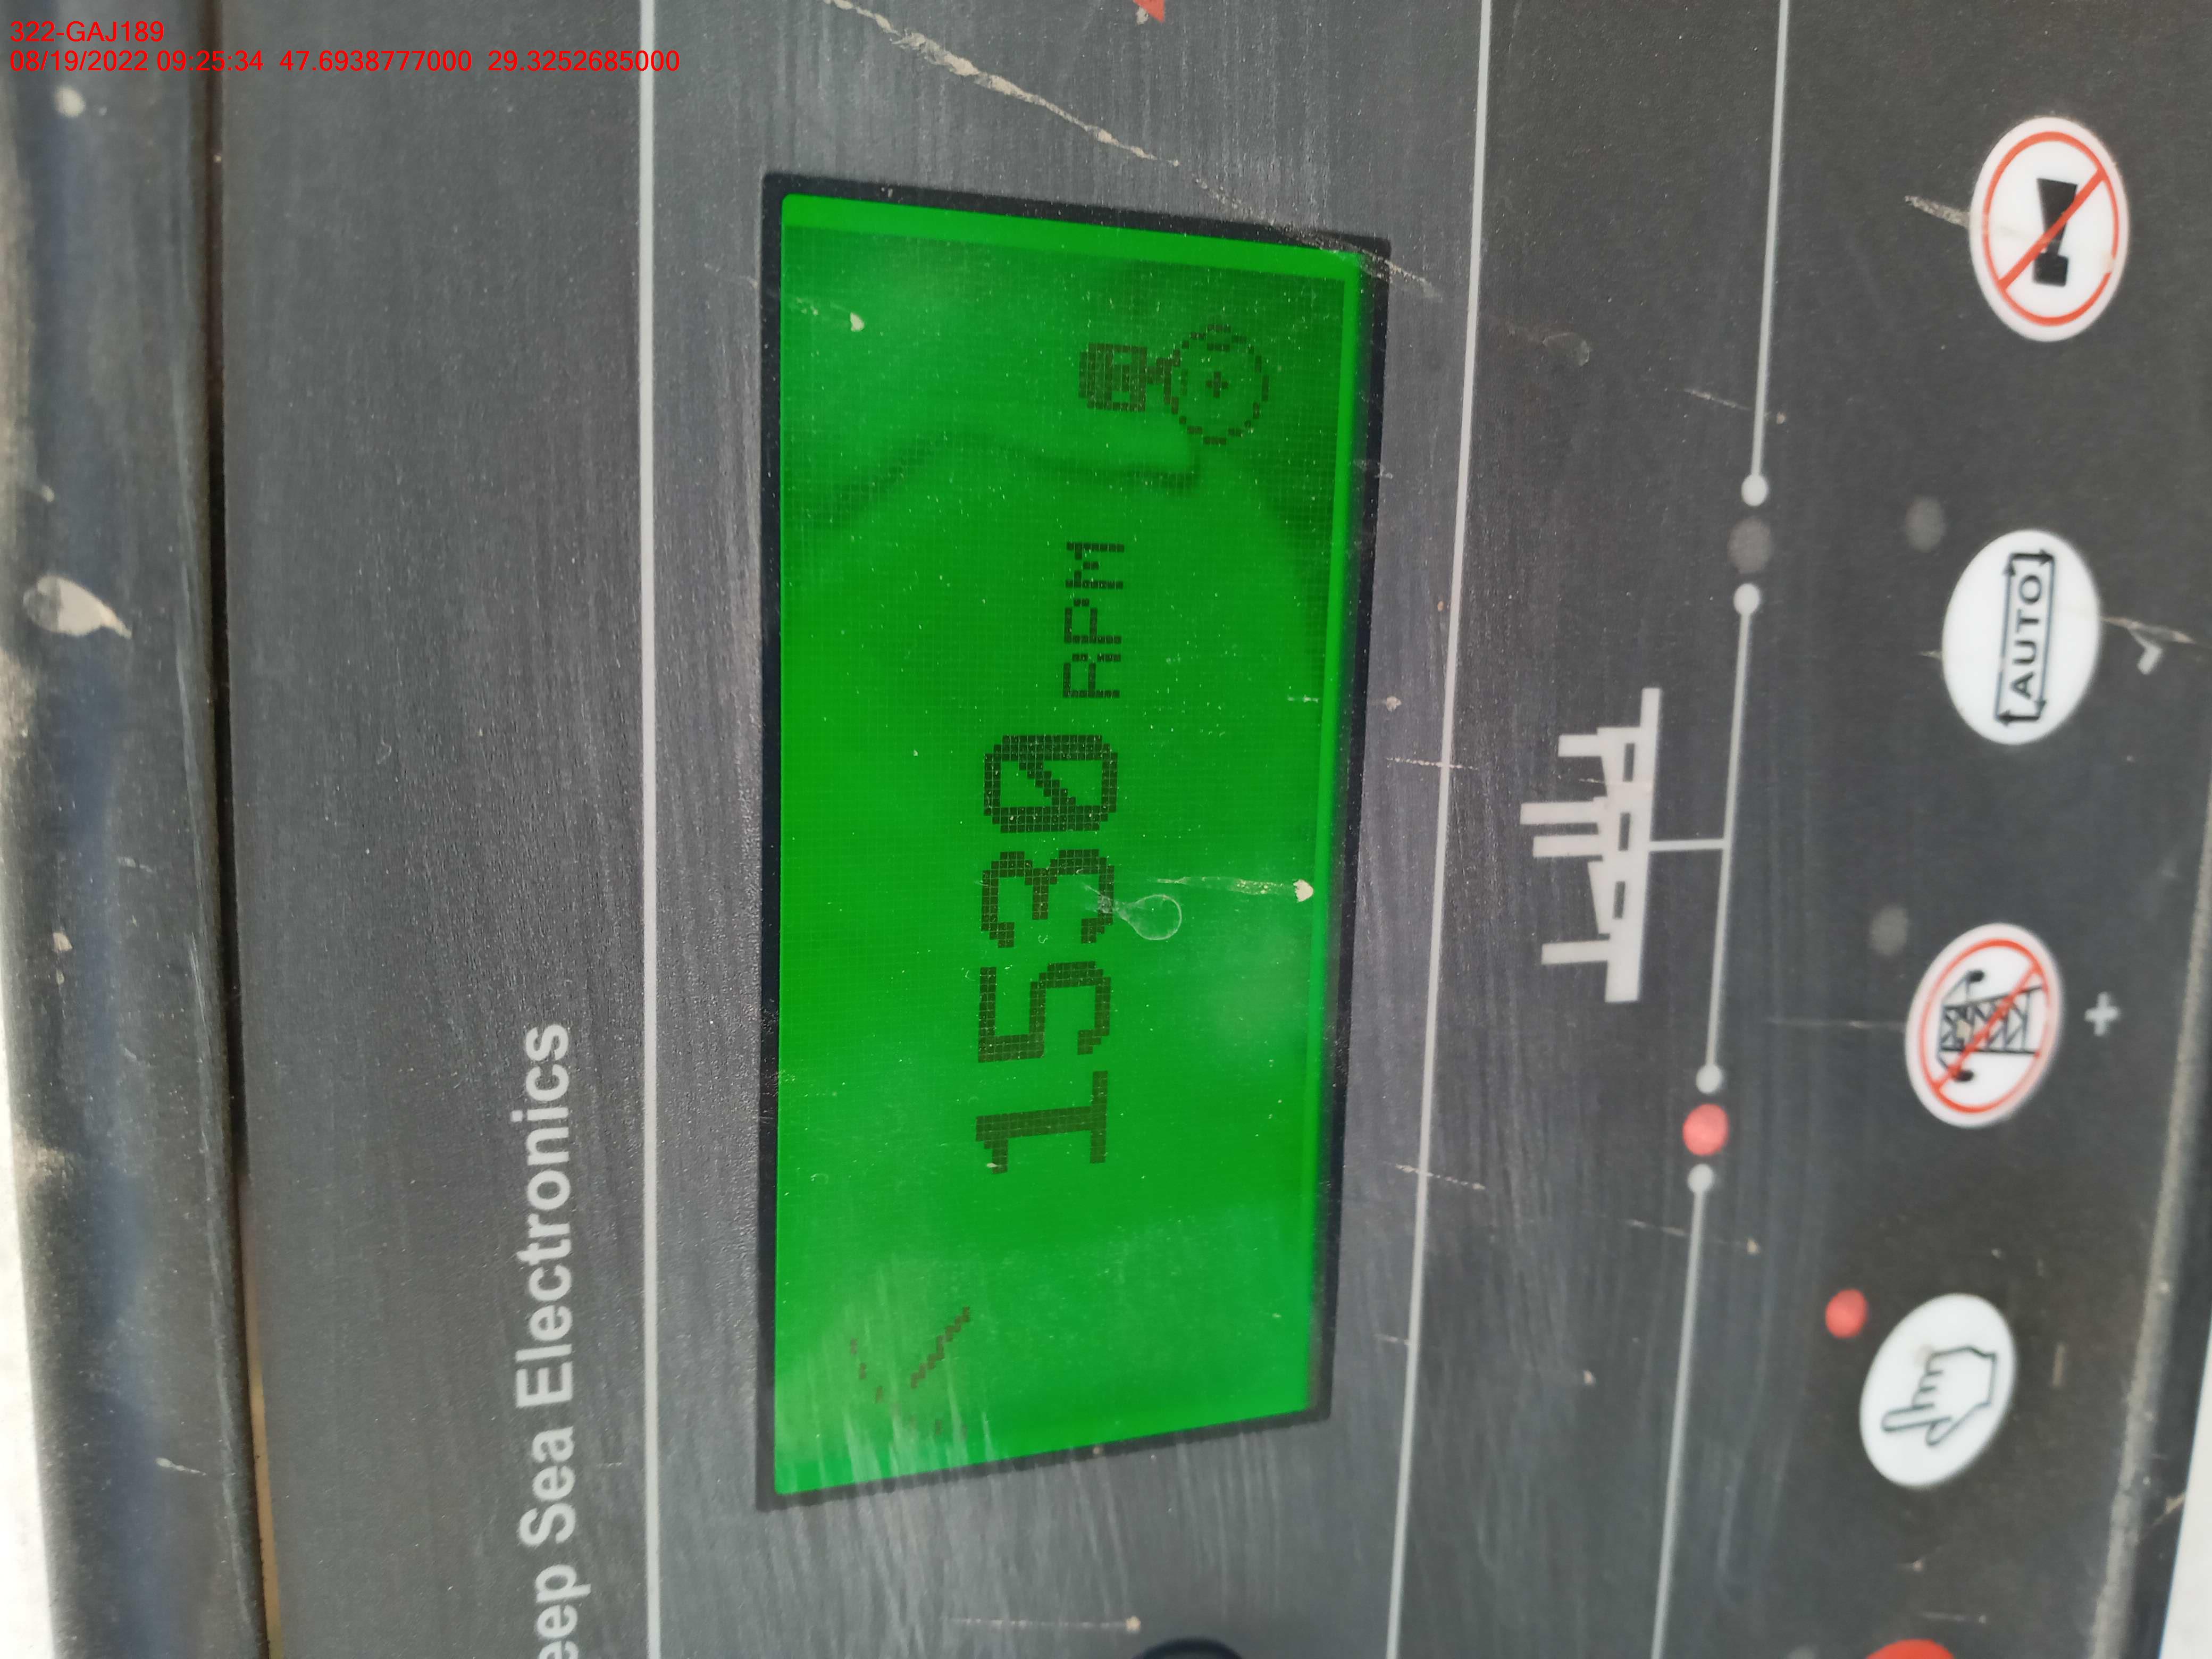 322-GAJ189
08/19/2022 09:25:34 47.6938777000 29.3252685000
eep Sea Electronics
1530 RPM
AUTO
+